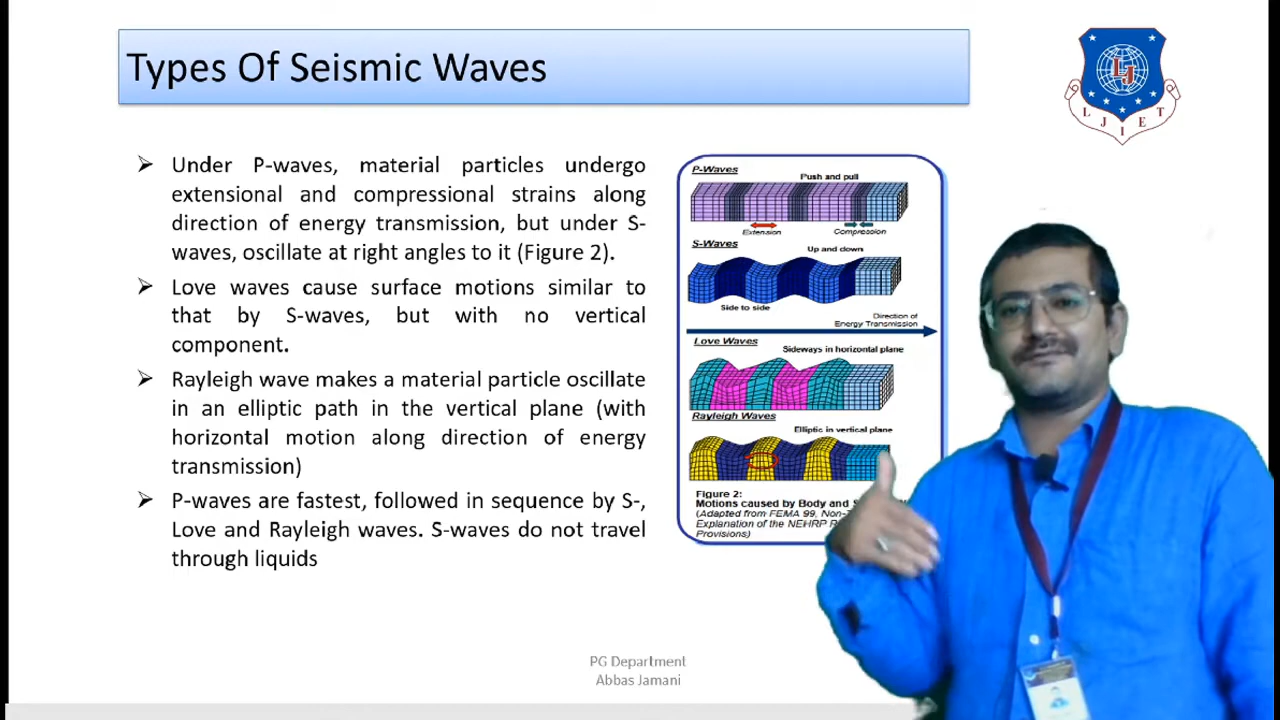 Types Of Seismic Waves
L J I E T
LJ
➢ Under P-waves, material particles undergo
extensional and compressional strains along
direction of energy transmission, but under S-
waves, oscillate at right angles to it (Figure 2).
➢ Love waves cause surface motions similar to
that by S-waves, but with no vertical
component.
➢ Rayleigh wave makes a material particle oscillate
in an elliptic path in the vertical plane (with
horizontal motion along direction of energy
transmission)
➢ P-waves are fastest, followed in sequence by S-,
Love and Rayleigh waves. S-waves do not travel
through liquids
P-Waves
Push and pull
Extension
Compression
S-Waves
Up and down
Side to side
Direction of
Energy Transmission
Love Waves
Sideways in horizontal plane
Rayleigh Waves
Elliptic in vertical plane
Figure 2:
Motions caused by Body and
(Adapted from FEMA 99, Non-
Explanation of the NEHRP
Provisions)
PG Department
Abbas Jamani